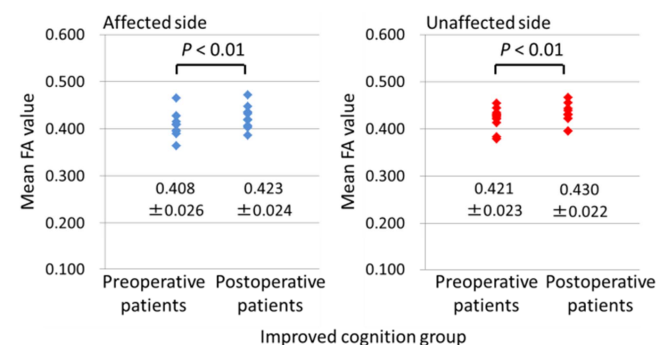 Affected side
0.600
0.500
0.400
0.300
0.200
0.100
Mean FA value
P < 0.01
0.408
±0.026
0.423
±0.024
Preoperative
patients
Postoperative
patients
Unaffected side
0.600
0.500
0.400
0.300
0.200
0.100
Mean FA value
P < 0.01
0.421
±0.023
0.430
±0.022
Preoperative
patients
Postoperative
patients
Improved cognition group